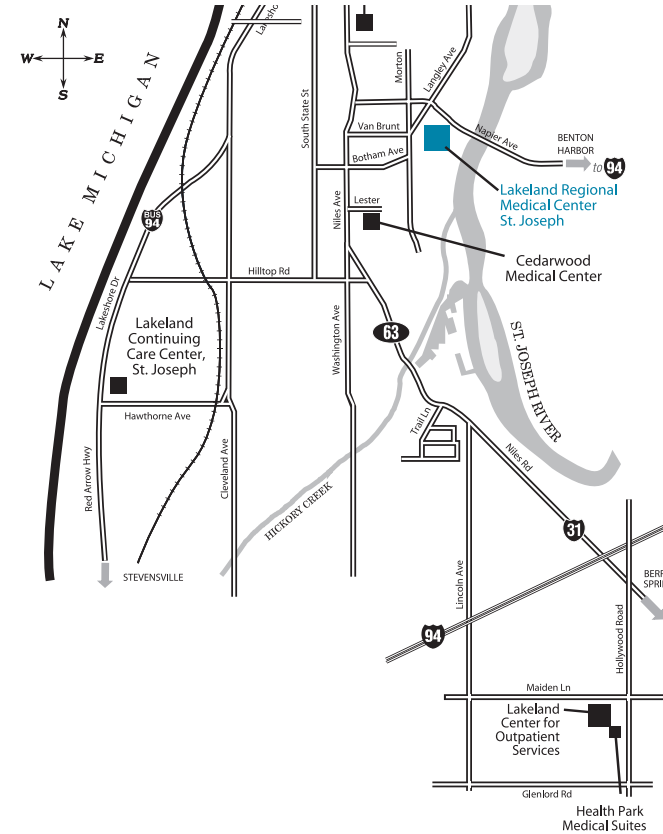 N
W
E
S
LAKE MICHIGAN
Lakesho
South State St
Morton
Langley Ave
Van Brunt
Napier Ave
BENTON
HARBOR
to 94
Botham Ave
Lakeland Regional
Medical Center
St. Joseph
BUS
94
Niles Ave
Lester
Cedarwood
Medical Center
Hilltop Rd
Lakeshore Dr
Washington Ave
63
Lakeland
Continuing
Care Center,
St. Joseph
ST. JOSEPH RIVER
Hawthorne Ave
Trail Ln
Red Arrow Hwy
Cleveland Ave
Niles Rd
HICKORY CREEK
31
STEVENSVILLE
Lincoln Ave
BERR
SPRIN
94
Hollywood Road
Maiden Ln
Lakeland
Center for
Outpatient
Services
Glenlord Rd
Health Park
Medical Suites